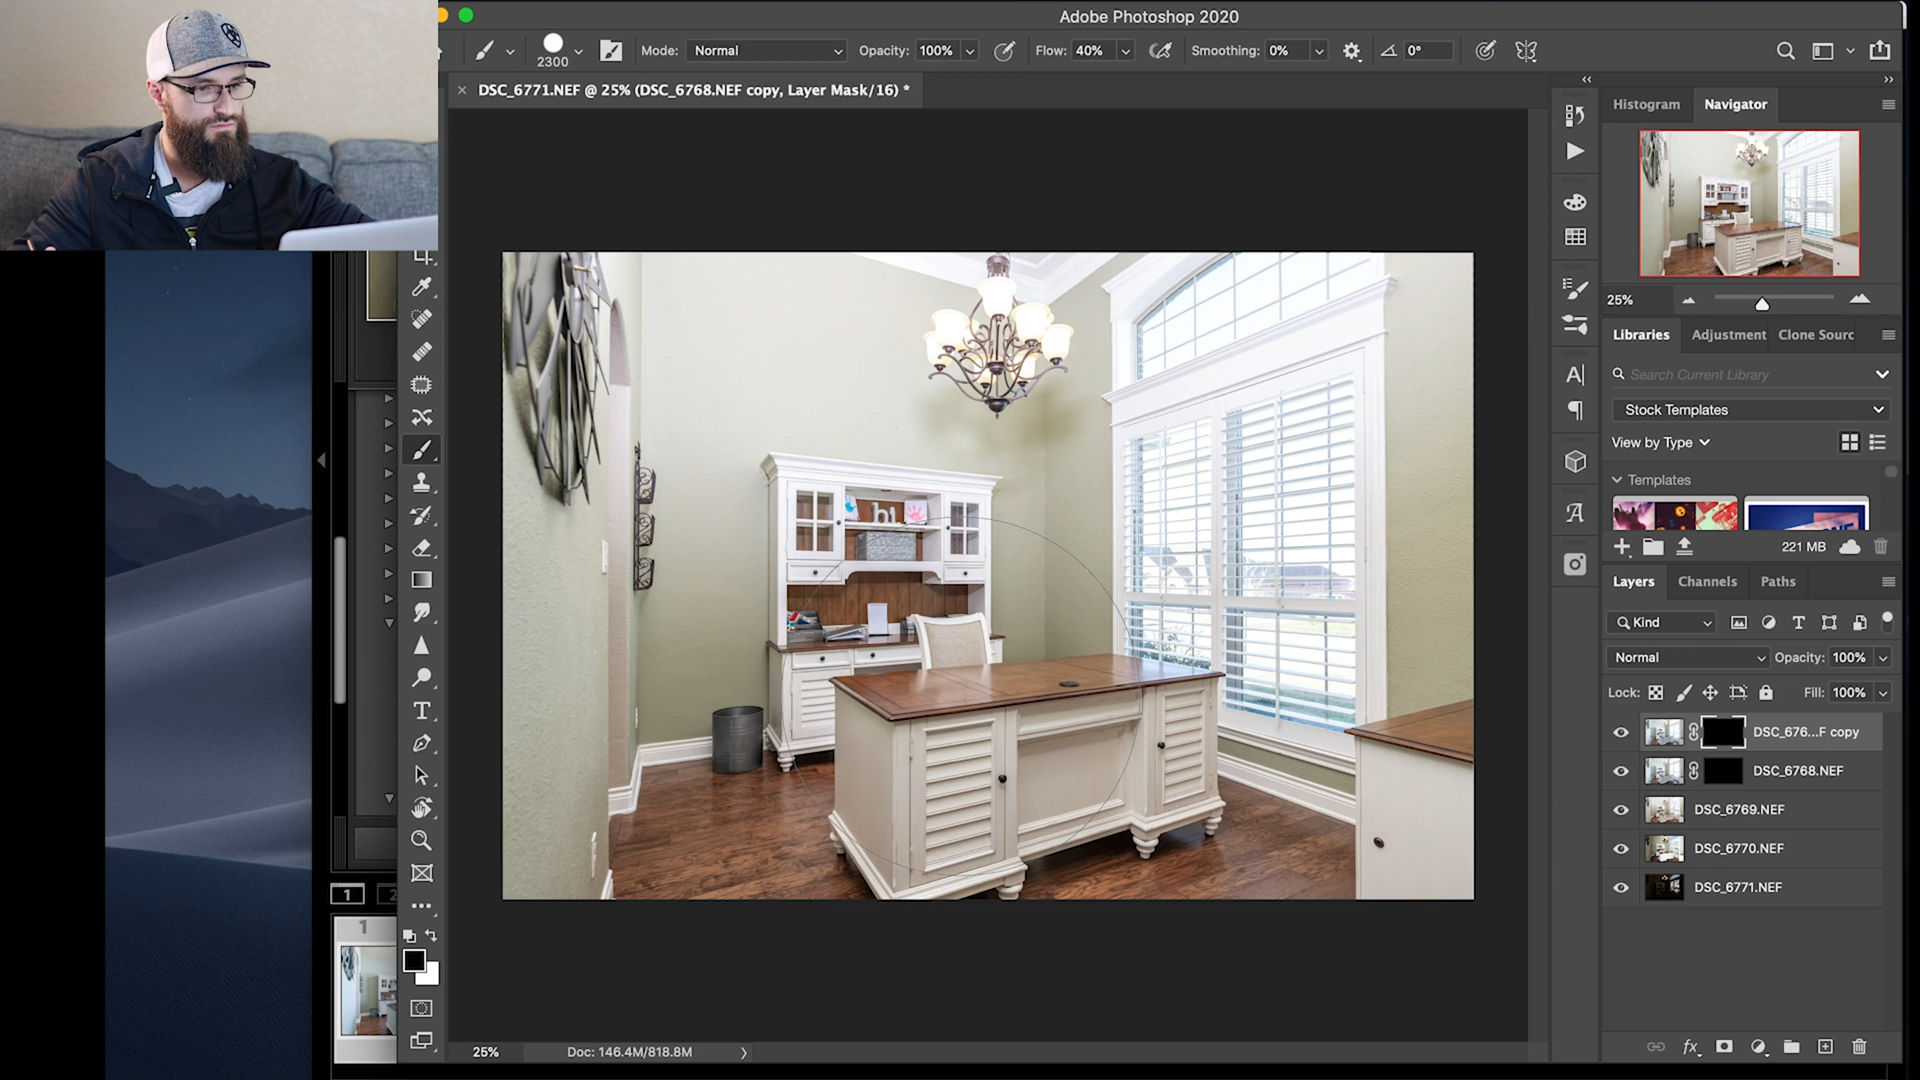 Adobe Photoshop 2020
2300
Mode: Normal
Opacity: 100%
Flow: 40%
Smoothing: 0%
0°
× DSC_6771.NEF @ 25% (DSC_6768.NEF copy, Layer Mask/16) *
Histogram Navigator
25%
Libraries Adjustment Clone Sourc
Search Current Library
Stock Templates
View by Type
Templates
221 MB
Layers Channels Paths
Kind
Normal Opacity: 100%
Lock: Fill: 100%
DSC_676...F copy
DSC_6768.NEF
DSC_6769.NEF
DSC_6770.NEF
DSC_6771.NEF
hi
1 2
1
25% Doc: 146.4M/818.8M